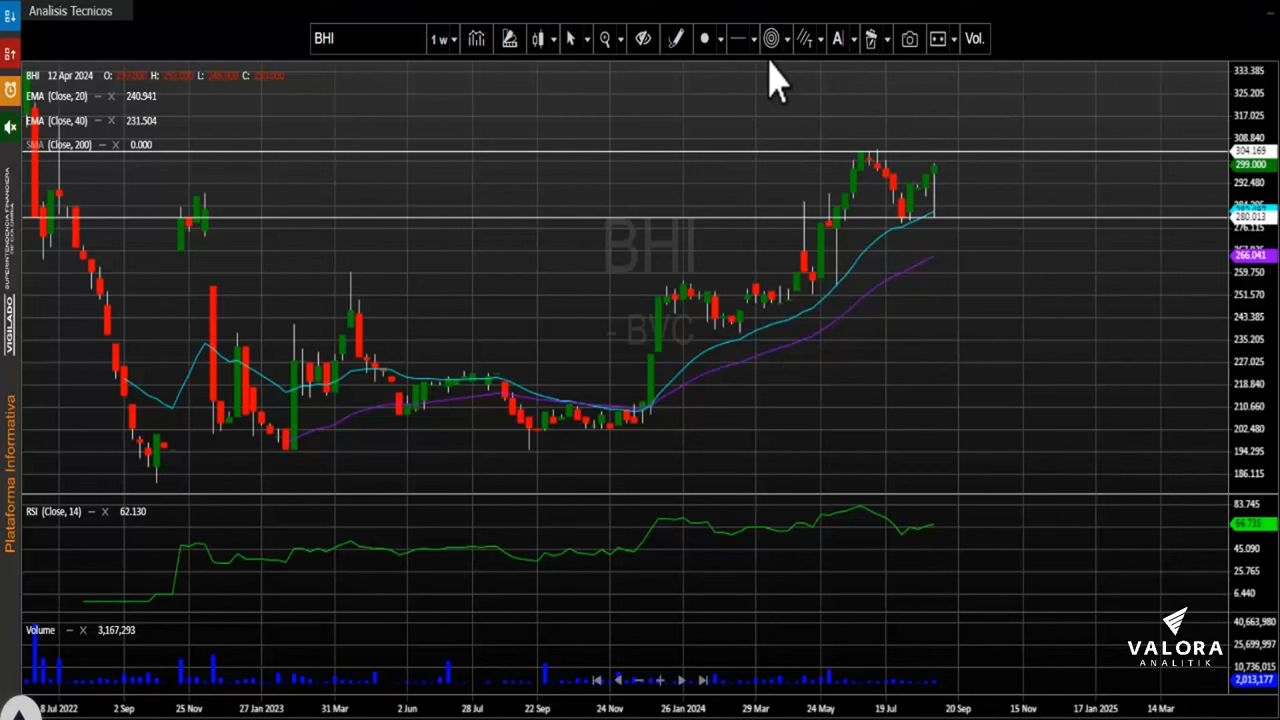 Analisis Tecnicos
BHI
1 w
A
Vol.
BHI 12 Apr 2024 O: H: L: C:
EMA (Close, 20) — X 240.941
EMA (Close, 40) — X 231.504
SMA (Close, 200) — X 0.000
333.385
325.205
317.025
308.840
304.169
299.000
292.480
280.013
276.115
266.041
259.750
251.570
243.385
235.205
227.025
218.840
210.660
202.480
194.295
186.115
BHI
- BVC
RSI (Close, 14) — X 62.130
83.745
66.735
45.090
25.765
6.440
Volume — X 3,167,293
40,663,980
25,699,997
10,736,015
2,013,177
8 Jul 2022
2 Sep
25 Nov
27 Jan 2023
31 Mar
2 Jun
28 Jul
22 Sep
24 Nov
26 Jan 2024
29 Mar
24 May
19 Jul
20 Sep
15 Nov
17 Jan 2025
14 Mar
VALORA
ANALITIK
VIGILADO
Plataforma Informativa